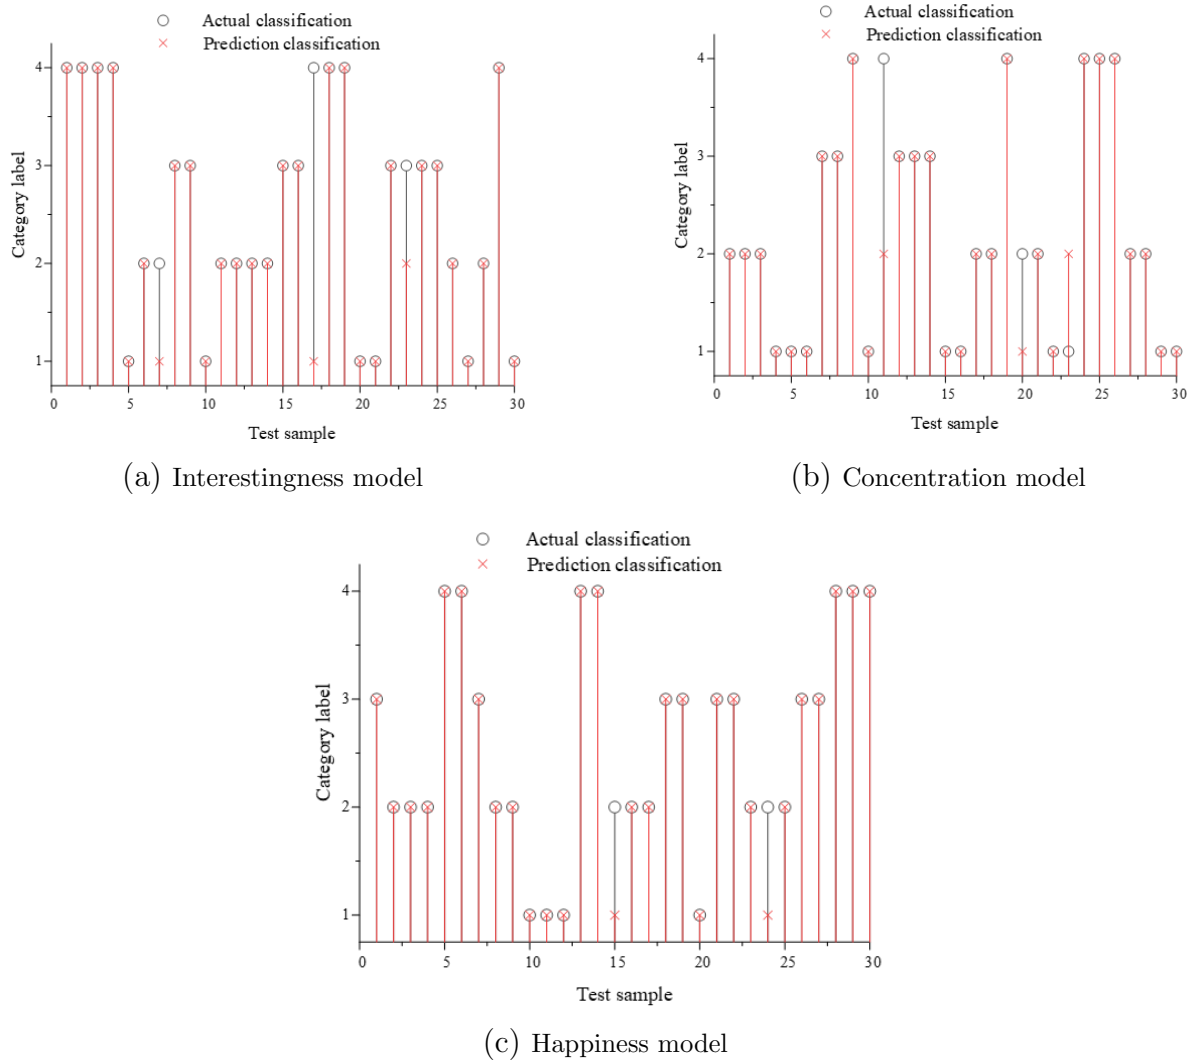 Actual classification
Prediction classification
4
3
2
1
Category label
0 5 10 15 20 25 30
Test sample
(a) Interestingness model
Actual classification
Prediction classification
4
3
2
1
Category label
0 5 10 15 20 25 30
Test sample
(b) Concentration model
Actual classification
Prediction classification
4
3
2
1
Category label
0 5 10 15 20 25 30
Test sample
(c) Happiness model